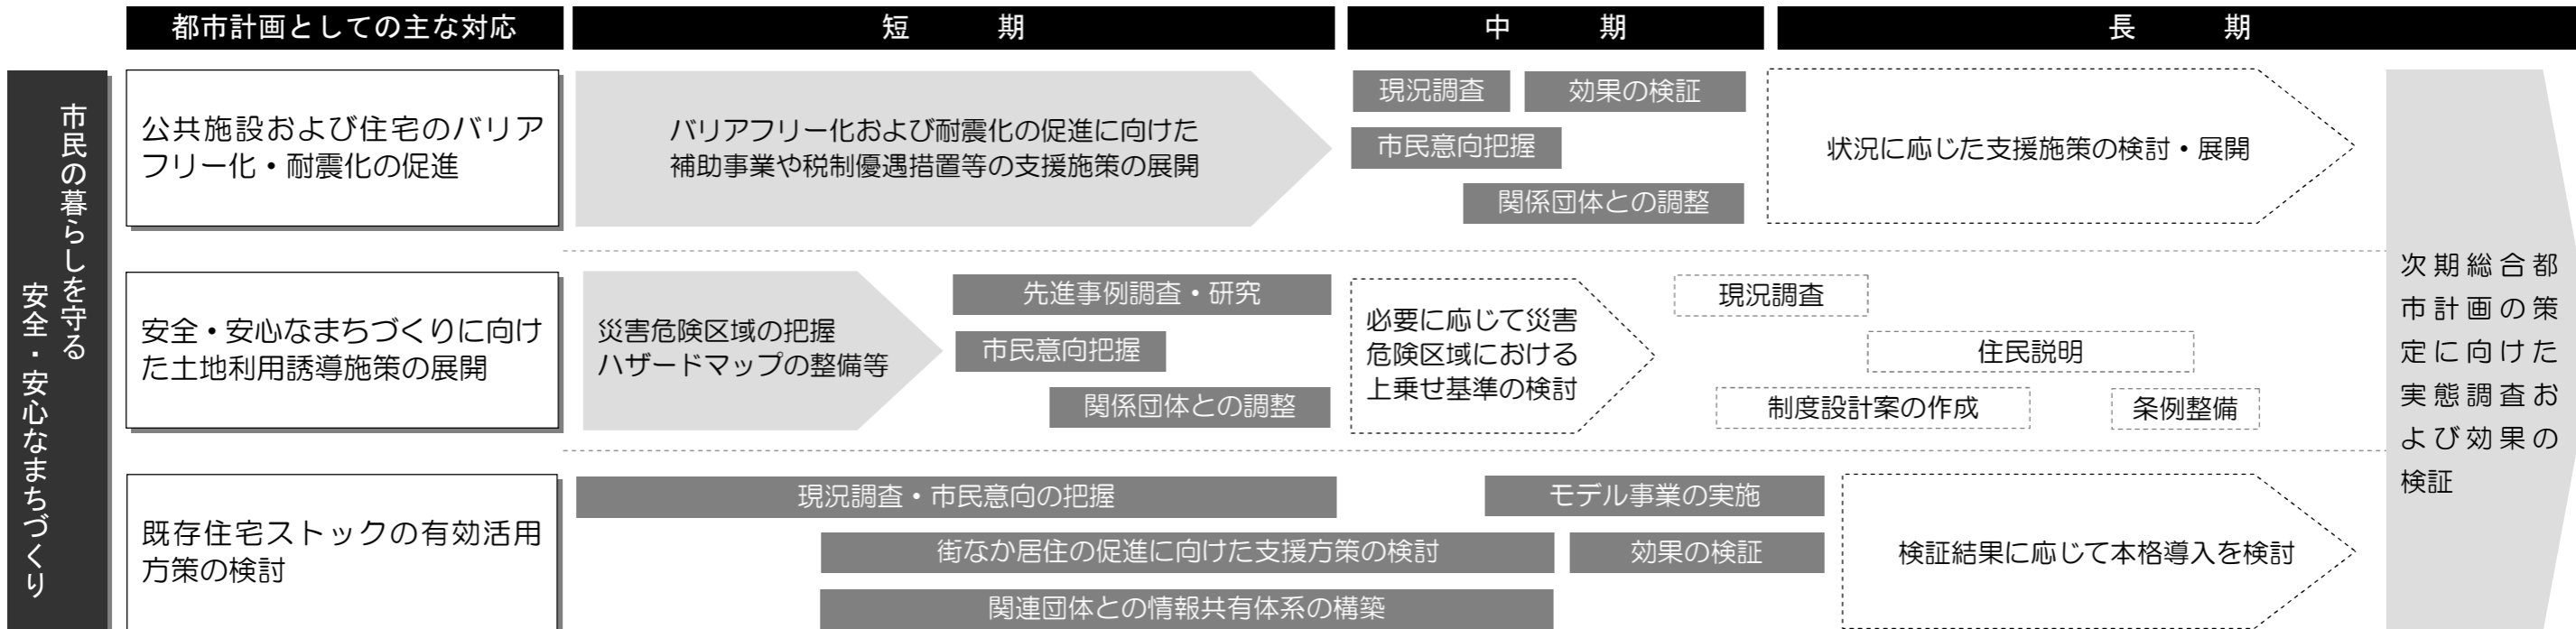 都市計画としての主な対応
短期
中期
長期
市民の暮らしを守る
安全・安心なまちづくり
公共施設および住宅のバリア
フリー化・耐震化の促進
バリアフリー化および耐震化の促進に向けた
補助事業や税制優遇措置等の支援施策の展開
現況調査
効果の検証
市民意向把握
関係団体との調整
状況に応じた支援施策の検討・展開
安全・安心なまちづくりに向け
た土地利用誘導施策の展開
災害危険区域の把握
ハザードマップの整備等
先進事例調査・研究
市民意向把握
関係団体との調整
必要に応じて災害
危険区域における
上乗せ基準の検討
現況調査
住民説明
制度設計案の作成
条例整備
既存住宅ストックの有効活用
方策の検討
現況調査・市民意向の把握
街なか居住の促進に向けた支援方策の検討
関連団体との情報共有体系の構築
モデル事業の実施
効果の検証
検証結果に応じて本格導入を検討
次期総合都
市計画の策
定に向けた
実態調査お
よび効果の
検証